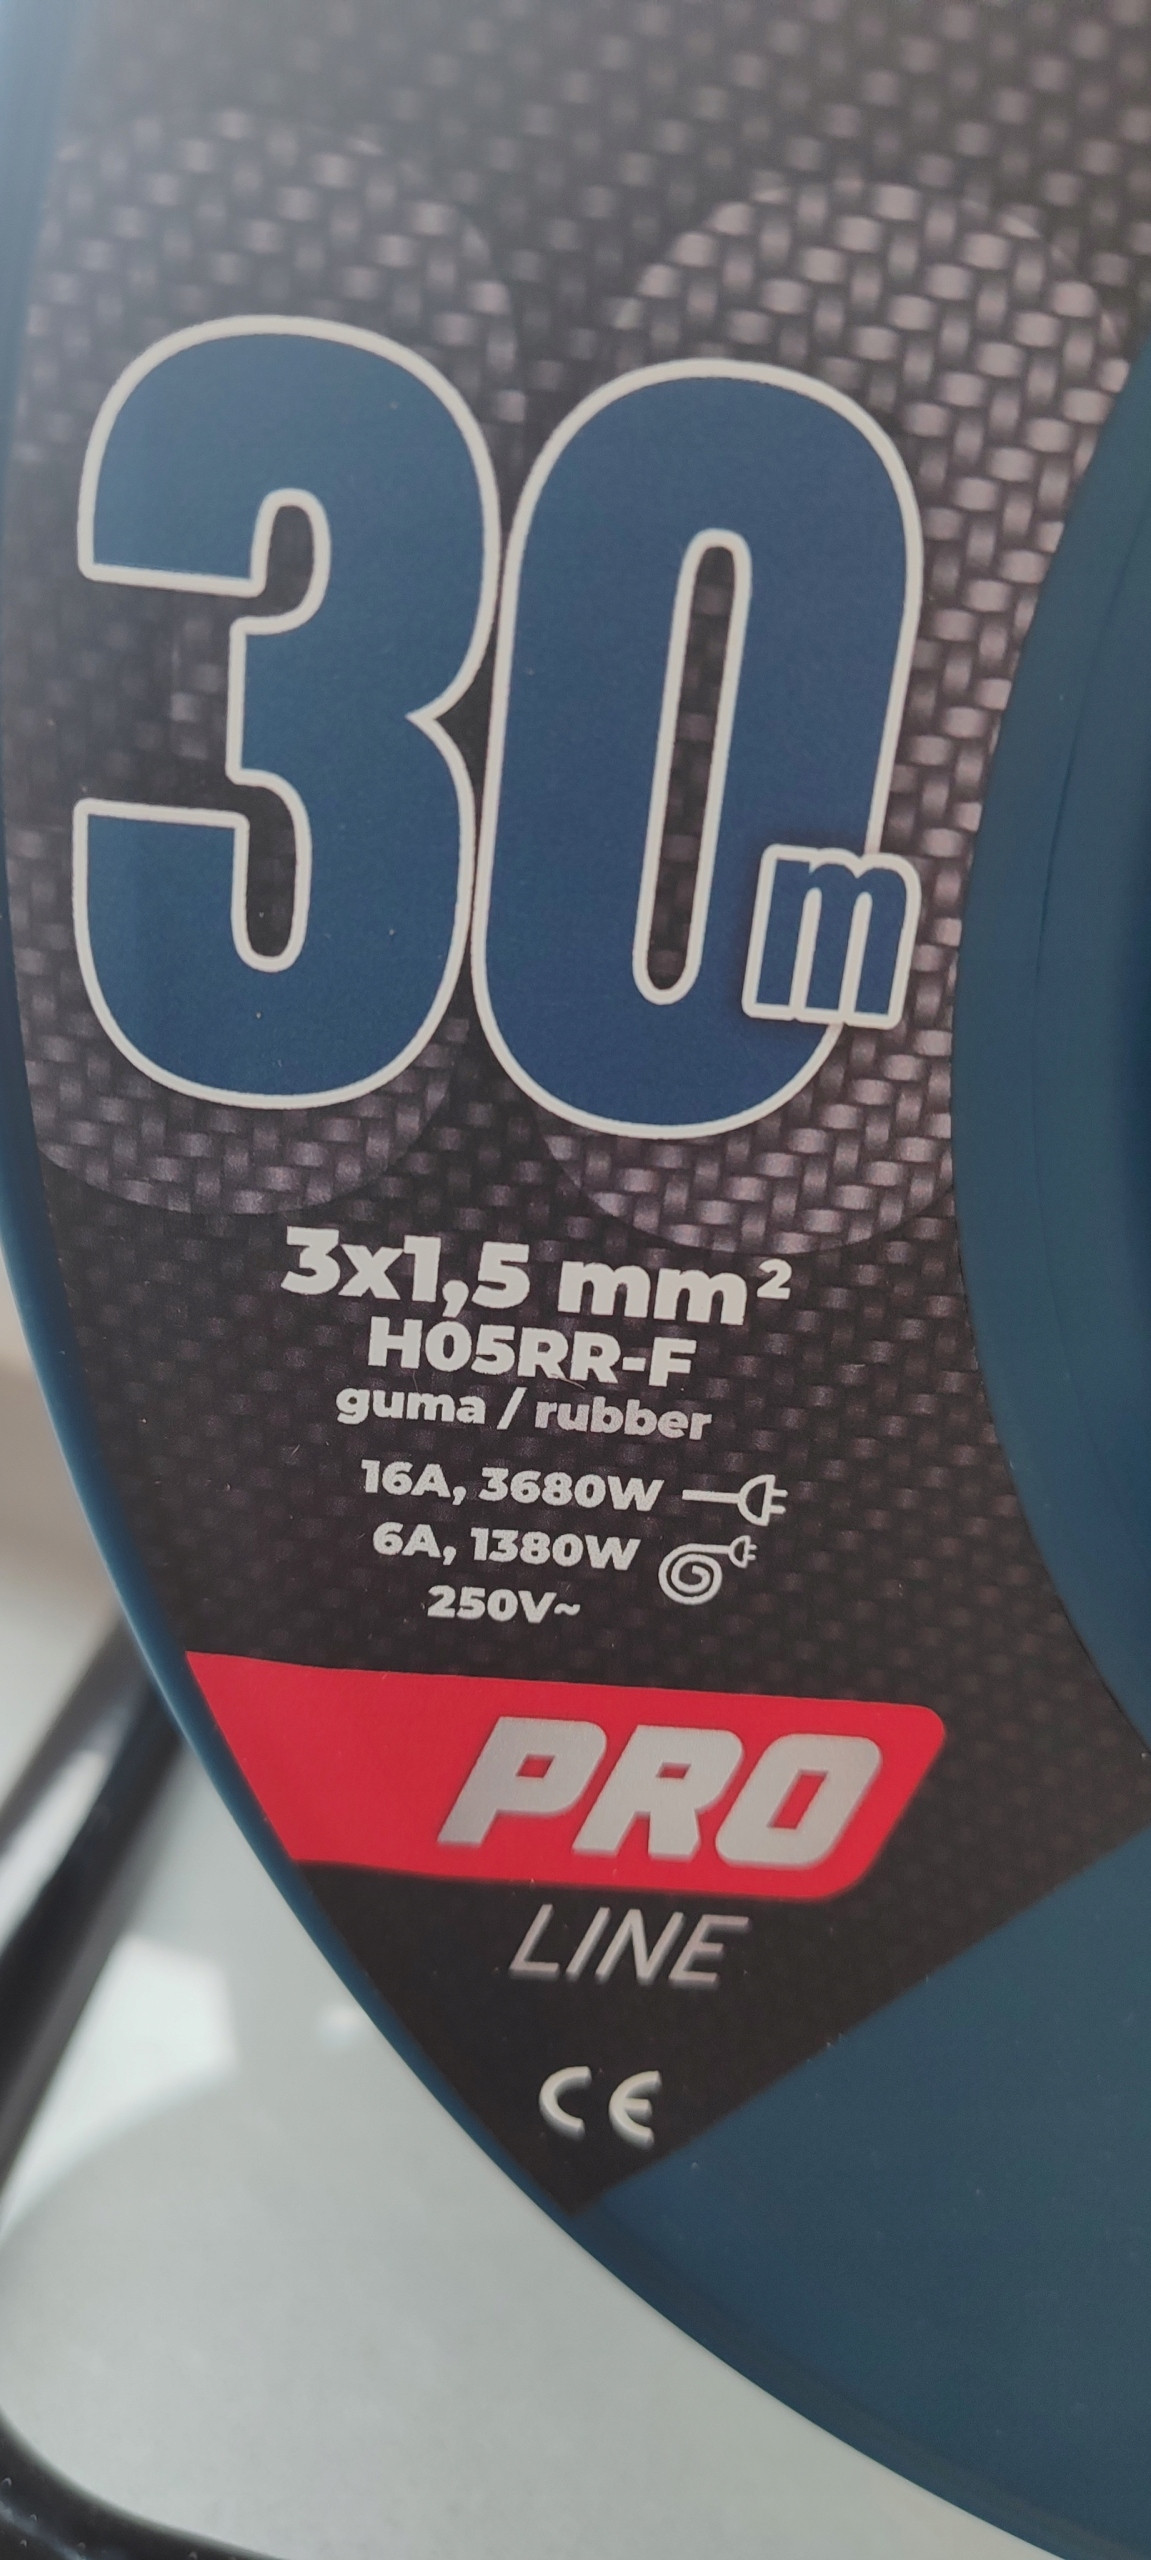 30m
3x1,5 mm²
H05RR-F
guma / rubber
16A, 3680W
6A, 1380W
250V~
PRO
LINE
CE